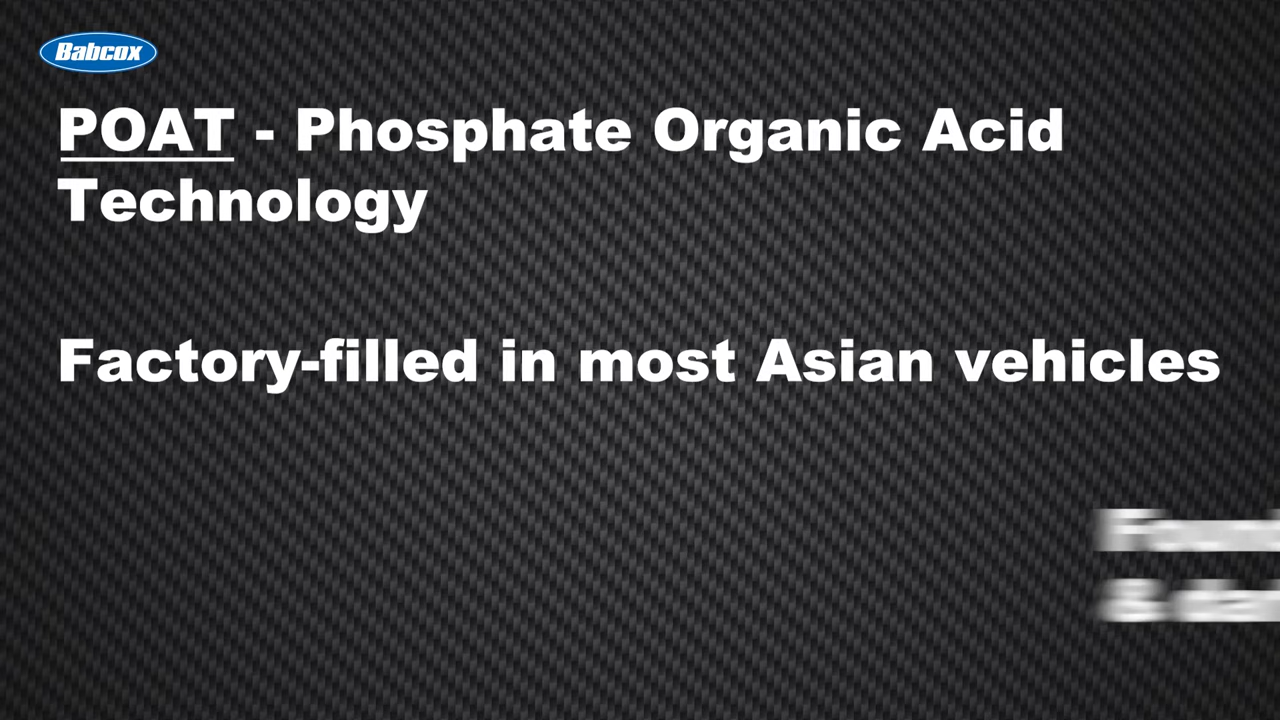 Babcox
POAT - Phosphate Organic Acid
Technology
Factory-filled in most Asian vehicles
&